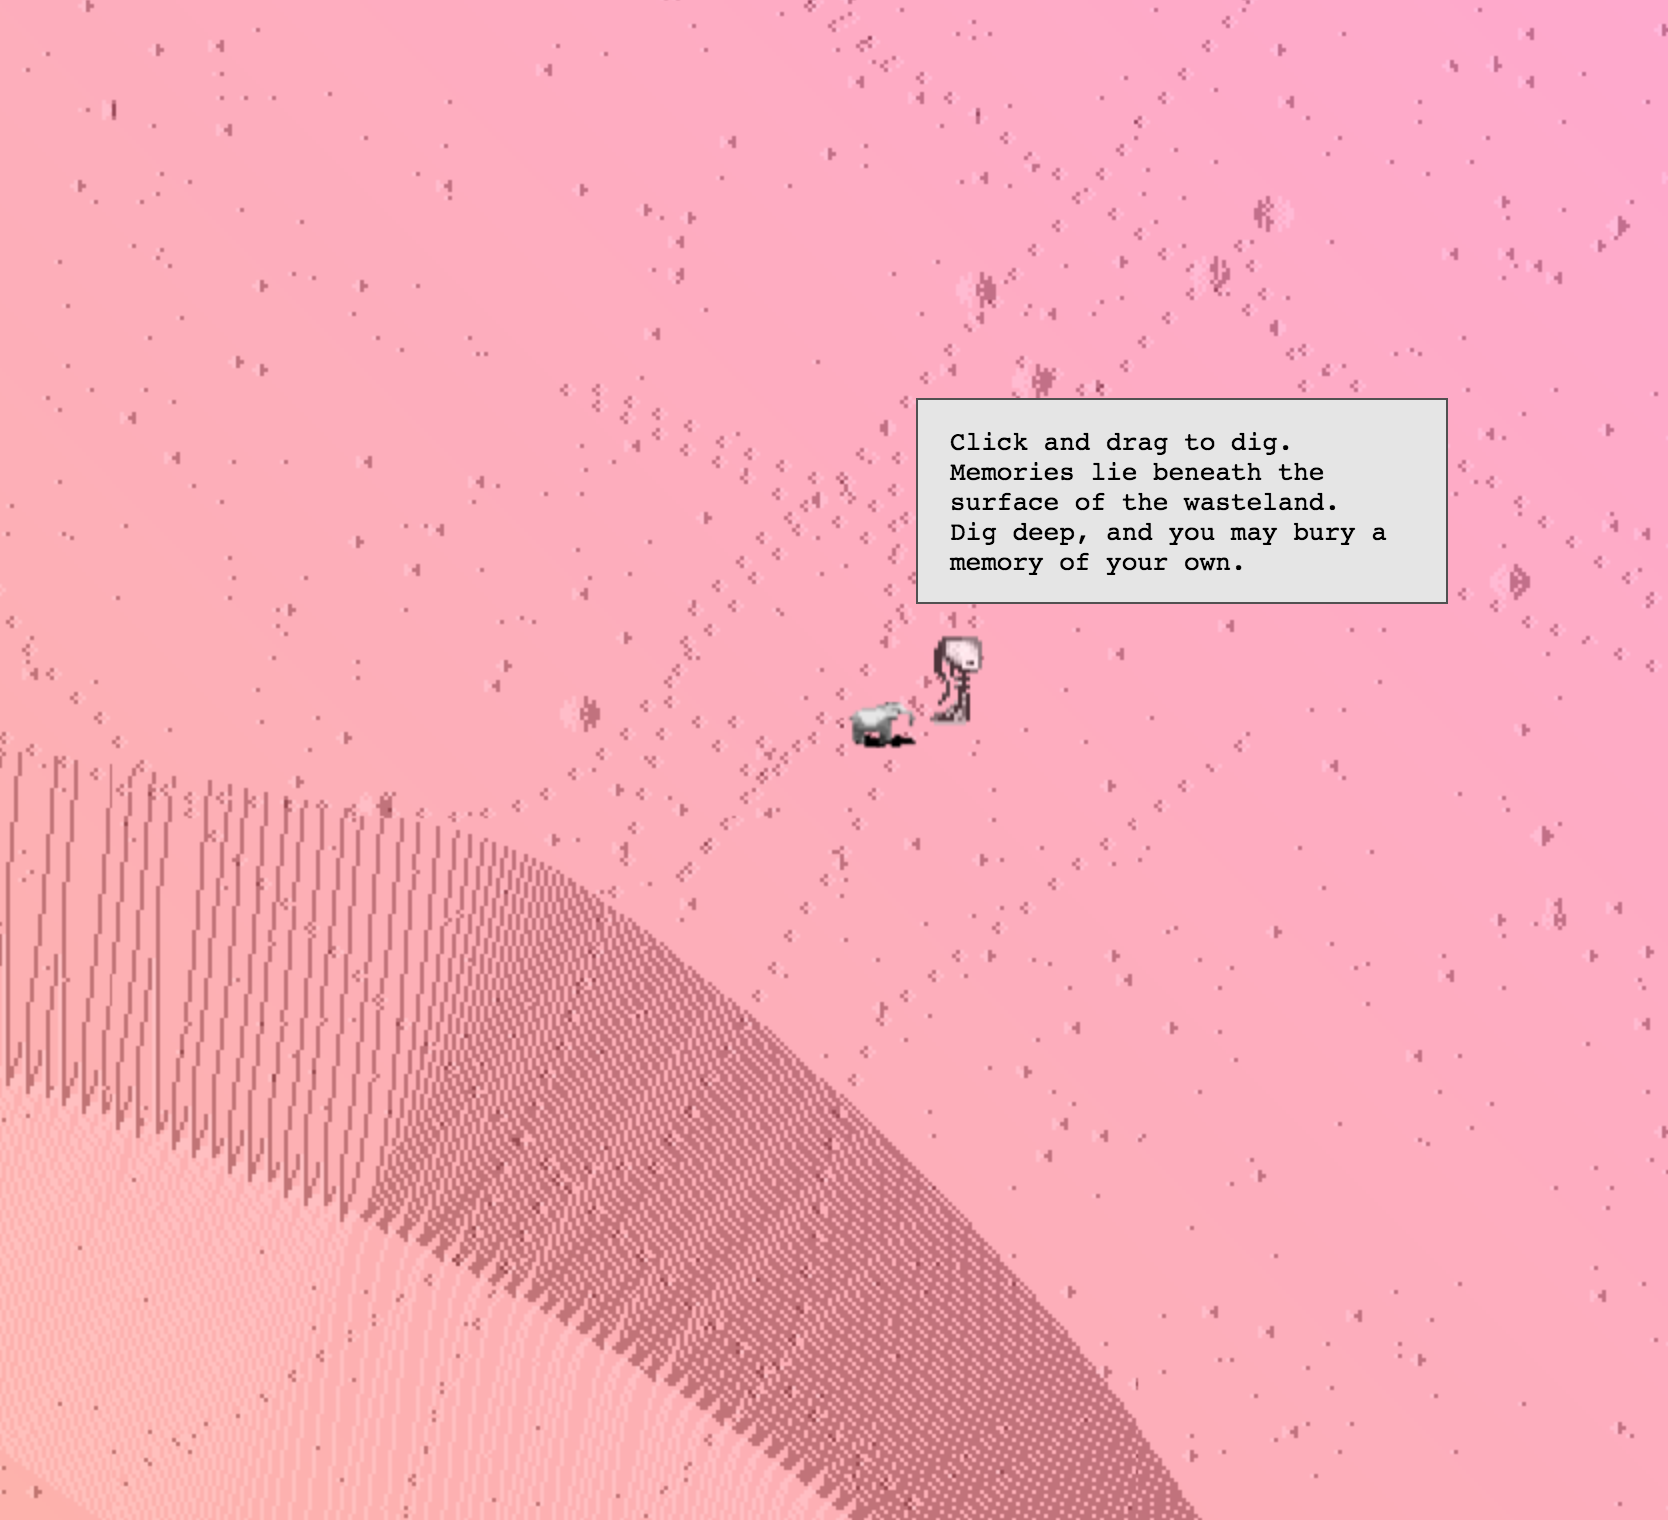 Click and drag to dig.
Memories lie beneath the
surface of the wasteland.
Dig deep, and you may bury a
memory of your own.